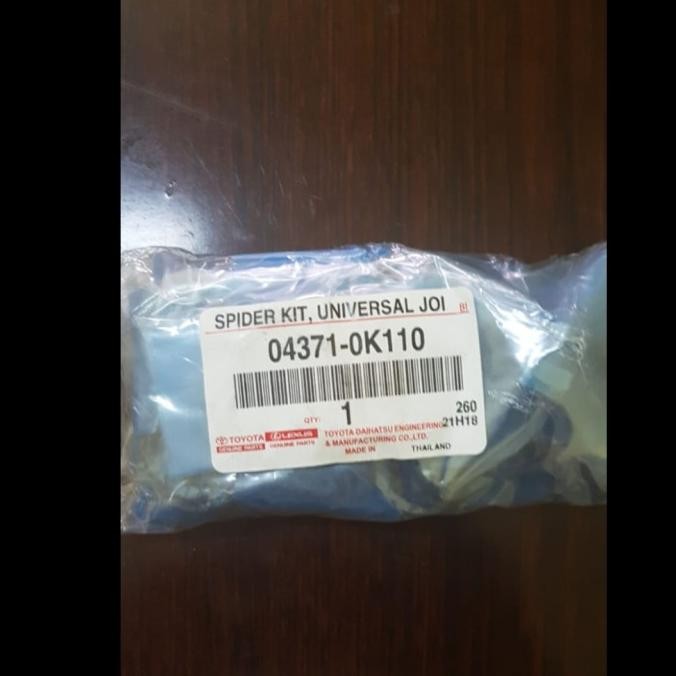 SPIDER KIT, UNIVERSAL JOI BI
04371-0K110
QTY: 1 260
21H18
TOYOTA LEXUS
GENUINE PARTS GENUINE PARTS
TOYOTA DAIHATSU ENGINEERING
& MANUFACTURING CO.,LTD.
MADE IN THAILAND